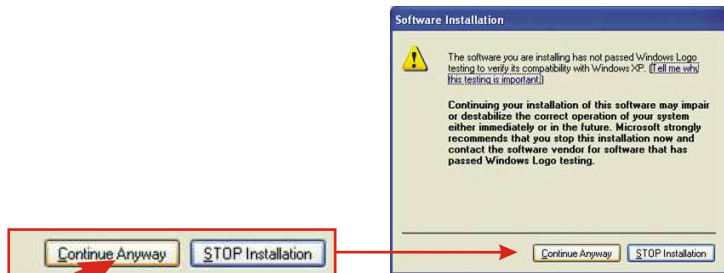 Software Installation
The software you are installing has not passed Windows Logo
testing to verify its compatibility with Windows XP. (Tell me why
this testing is important.)
Continuing your installation of this software may impair
or destabilize the correct operation of your system
either immediately or in the future. Microsoft strongly
recommends that you stop this installation now and
contact the software vendor for software that has
passed Windows Logo testing.
Continue Anyway STOP Installation
Continue Anyway STOP Installation